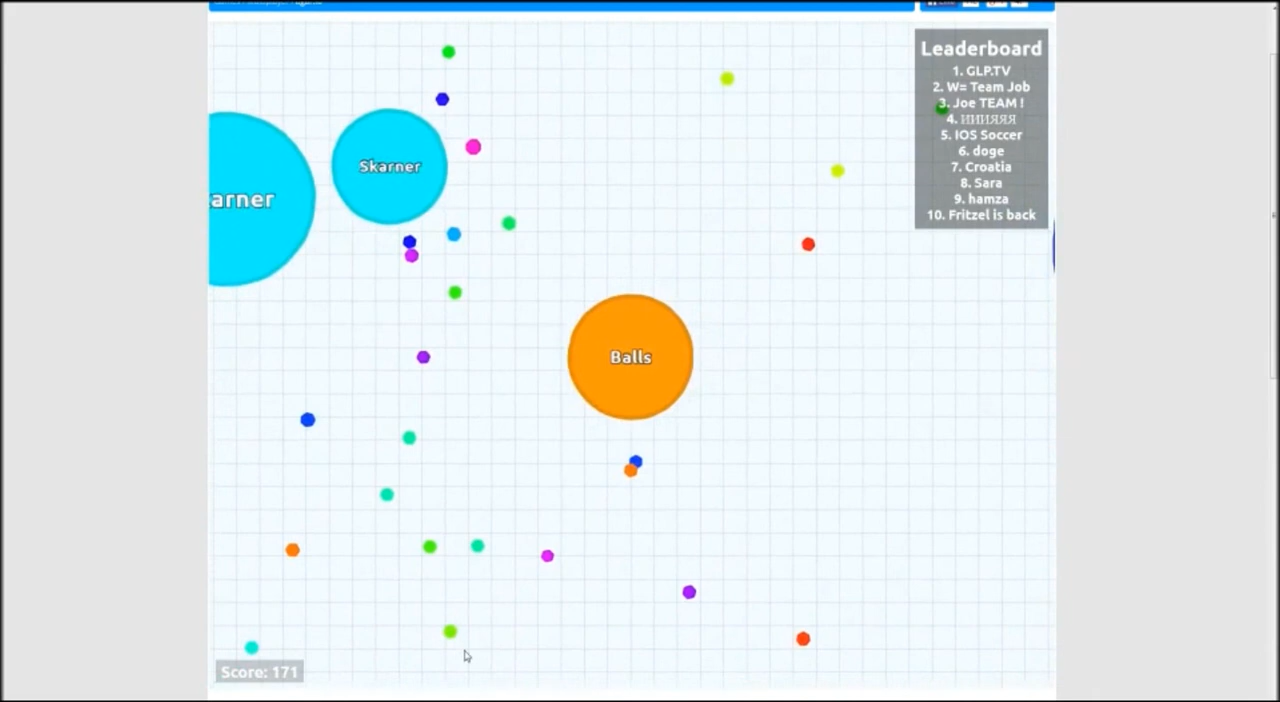 Leaderboard
1. GLP.TV
2. W= Team Job
3. Joe TEAM !
4. ИИИЯЯЯ
5. IOS Soccer
6. doge
7. Croatia
8. Sara
9. hamza
10. Fritzel is back
Skarner
arner
Balls
Score: 171